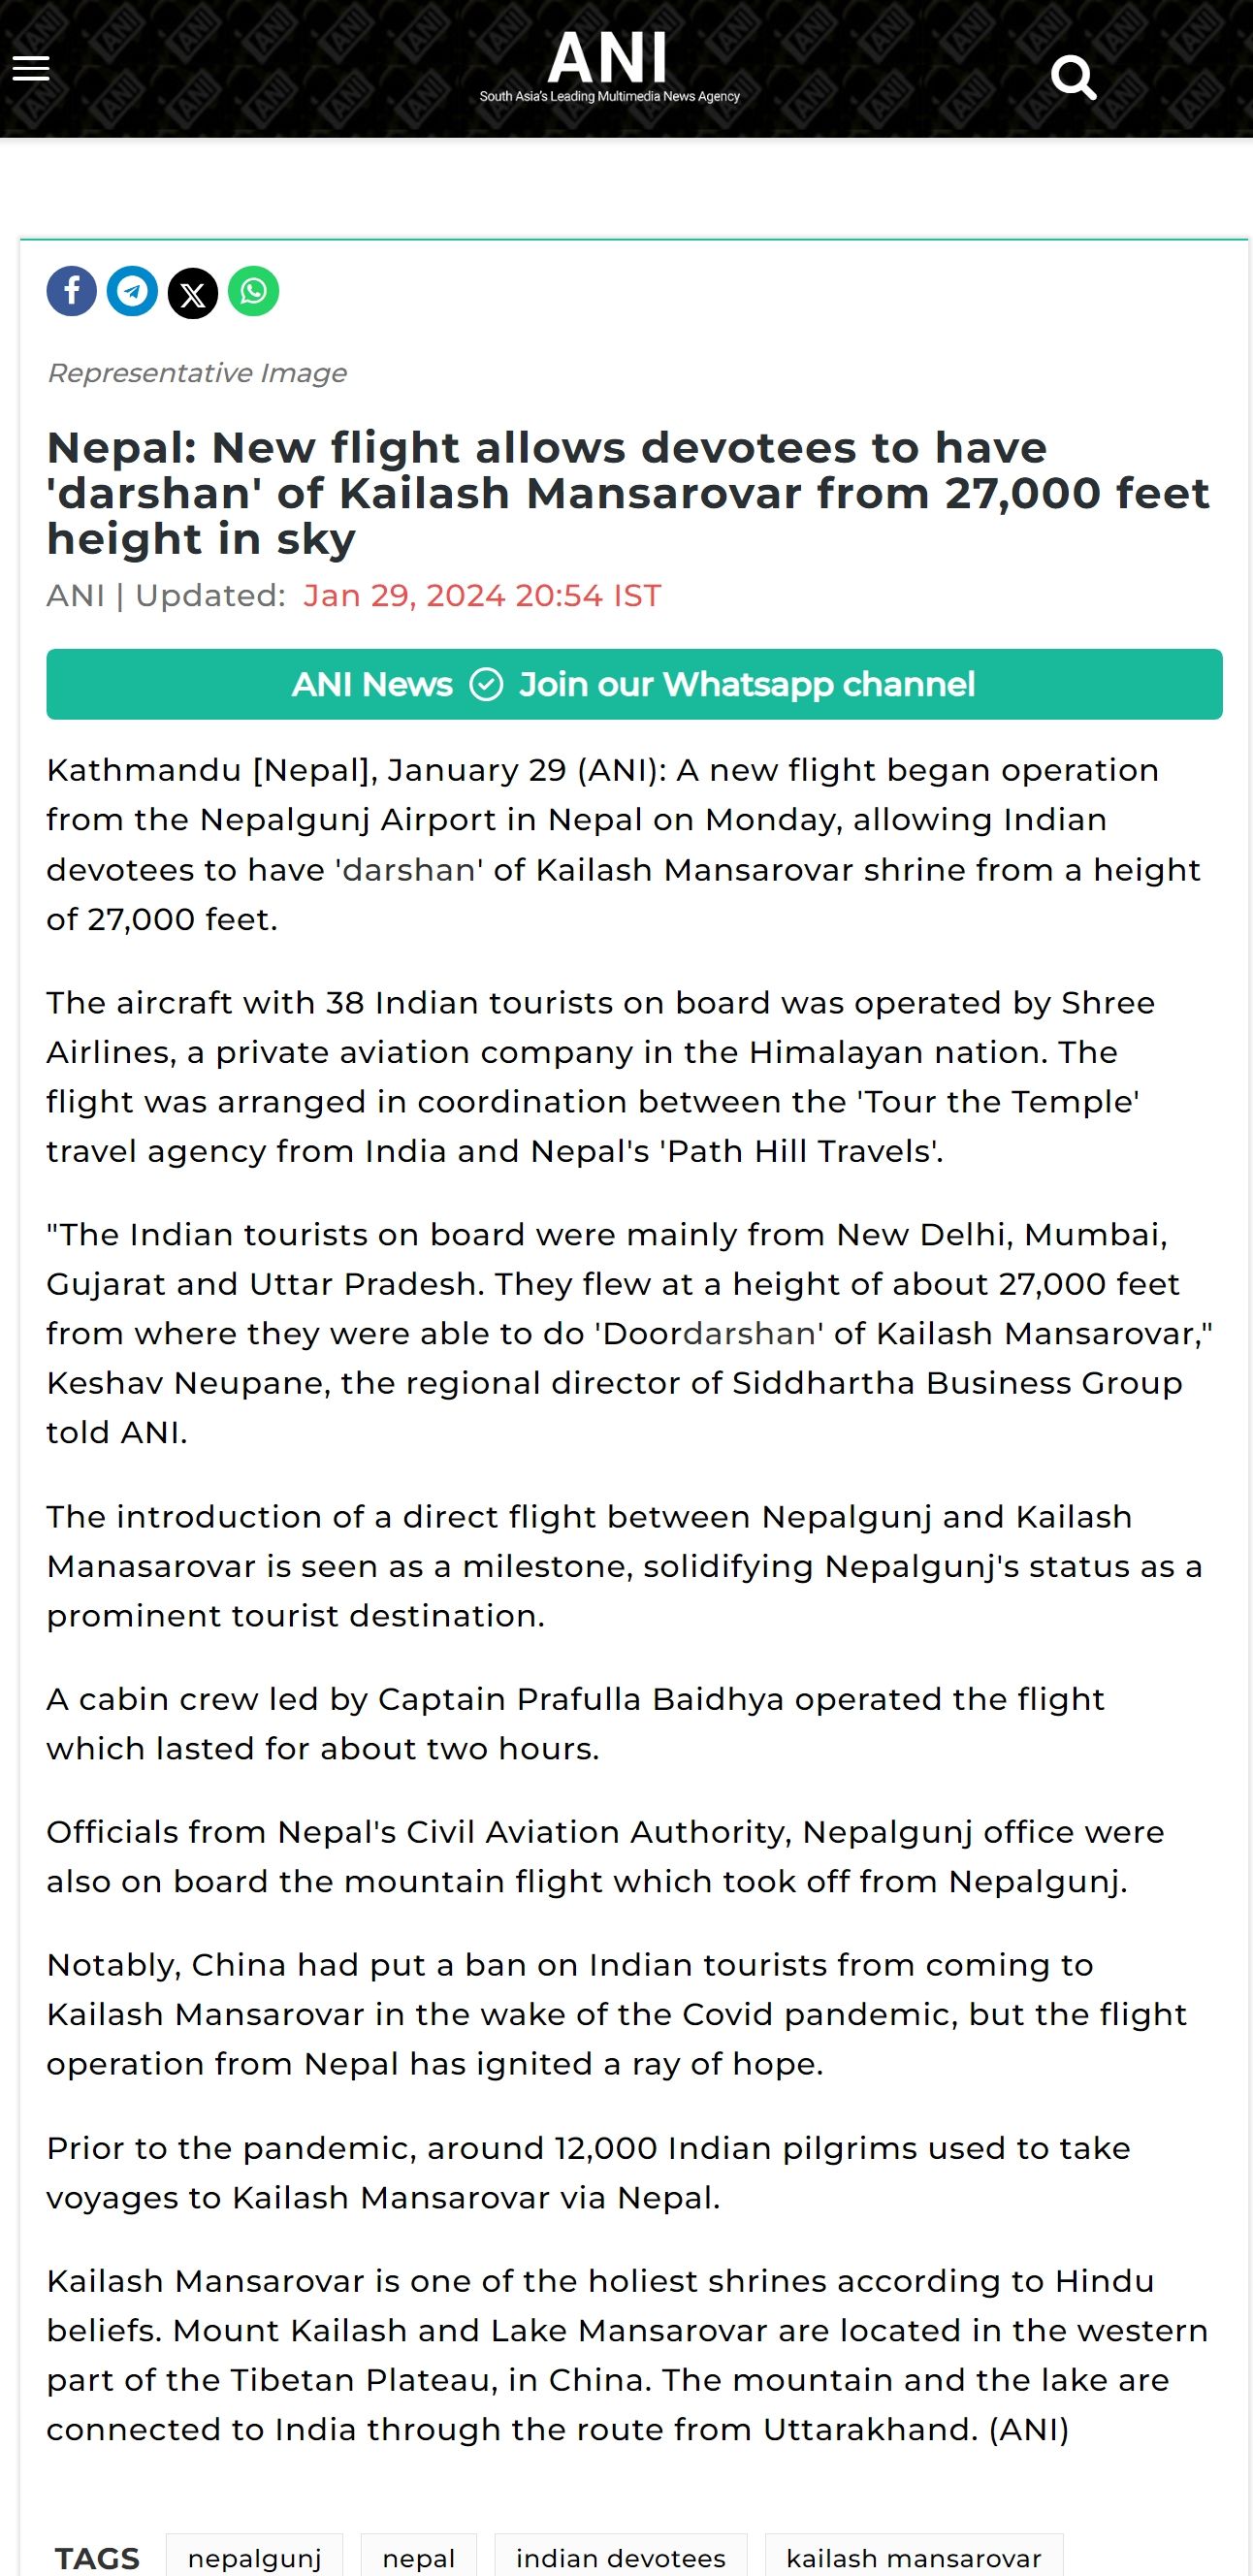 ANI
South Asia's Leading Multimedia News Agency
Representative Image
Nepal: New flight allows devotees to have
'darshan' of Kailash Mansarovar from 27,000 feet
height in sky
ANI | Updated: Jan 29, 2024 20:54 IST
ANI News Join our Whatsapp channel
Kathmandu [Nepal], January 29 (ANI): A new flight began operation
from the Nepalgunj Airport in Nepal on Monday, allowing Indian
devotees to have 'darshan' of Kailash Mansarovar shrine from a height
of 27,000 feet.
The aircraft with 38 Indian tourists on board was operated by Shree
Airlines, a private aviation company in the Himalayan nation. The
flight was arranged in coordination between the 'Tour the Temple'
travel agency from India and Nepal's 'Path Hill Travels'.
"The Indian tourists on board were mainly from New Delhi, Mumbai,
Gujarat and Uttar Pradesh. They flew at a height of about 27,000 feet
from where they were able to do 'Doordarshan' of Kailash Mansarovar,"
Keshav Neupane, the regional director of Siddhartha Business Group
told ANI.
The introduction of a direct flight between Nepalgunj and Kailash
Manasarovar is seen as a milestone, solidifying Nepalgunj's status as a
prominent tourist destination.
A cabin crew led by Captain Prafulla Baidhya operated the flight
which lasted for about two hours.
Officials from Nepal's Civil Aviation Authority, Nepalgunj office were
also on board the mountain flight which took off from Nepalgunj.
Notably, China had put a ban on Indian tourists from coming to
Kailash Mansarovar in the wake of the Covid pandemic, but the flight
operation from Nepal has ignited a ray of hope.
Prior to the pandemic, around 12,000 Indian pilgrims used to take
voyages to Kailash Mansarovar via Nepal.
Kailash Mansarovar is one of the holiest shrines according to Hindu
beliefs. Mount Kailash and Lake Mansarovar are located in the western
part of the Tibetan Plateau, in China. The mountain and the lake are
connected to India through the route from Uttarakhand. (ANI)
TAGS nepalgunj nepal indian devotees kailash mansarovar